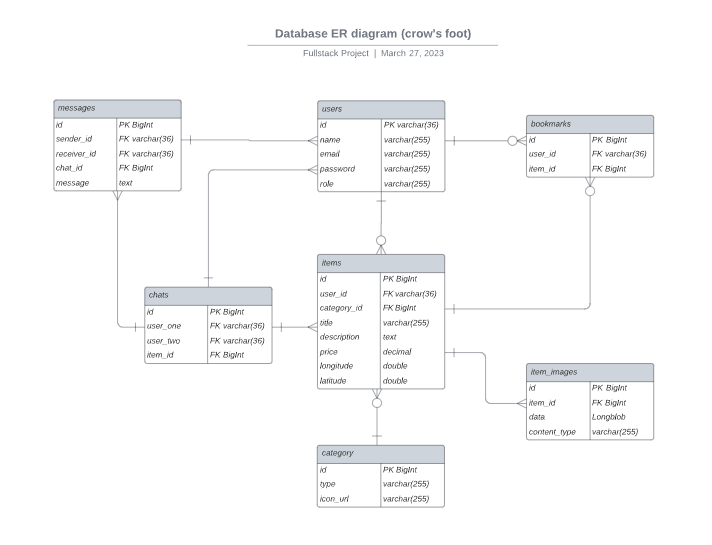 Database ER diagram (crow's foot)
Fullstack Project | March 27, 2023
messages
id PK BigInt
sender_id FK varchar(36)
receiver_id FK varchar(36)
chat_id FK BigInt
message text
users
id PK varchar(36)
name varchar(255)
email varchar(255)
password varchar(255)
role varchar(255)
bookmarks
id PK BigInt
user_id FK varchar(36)
item_id FK BigInt
chats
id PK BigInt
user_one FK varchar(36)
user_two FK varchar(36)
item_id FK BigInt
items
id PK BigInt
user_id FK varchar(36)
category_id FK BigInt
title varchar(255)
description text
price decimal
longitude double
latitude double
item_images
id PK BigInt
item_id FK BigInt
data Longblob
content_type varchar(255)
category
id PK BigInt
type varchar(255)
icon_url varchar(255)